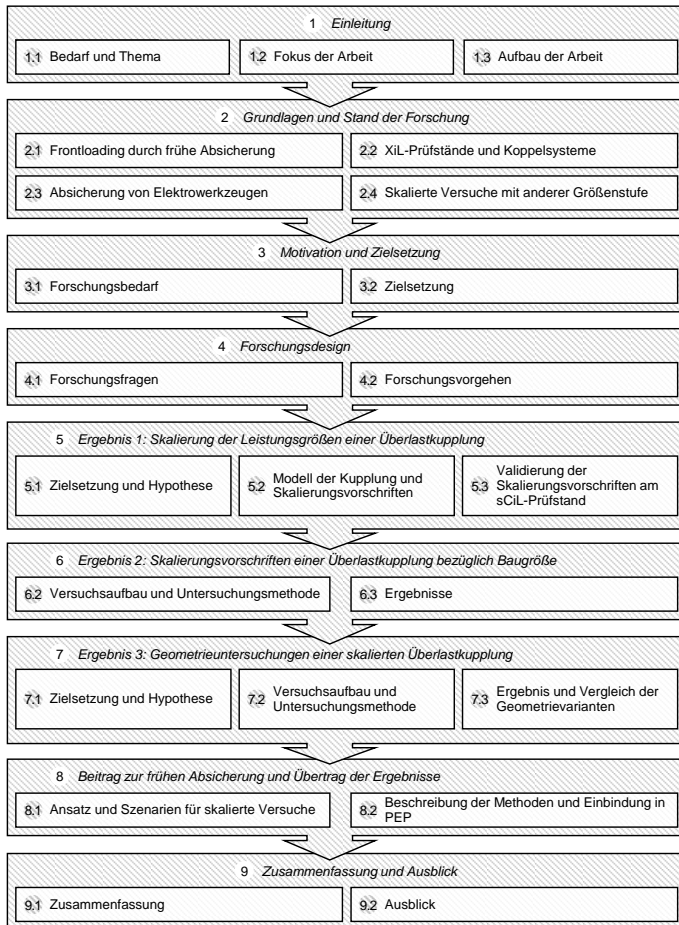 1 Einleitung
1.1 Bedarf und Thema
1.2 Fokus der Arbeit
1.3 Aufbau der Arbeit
2 Grundlagen und Stand der Forschung
2.1 Frontloading durch frühe Absicherung
2.2 XiL-Prüfstände und Koppelsysteme
2.3 Absicherung von Elektrowerkzeugen
2.4 Skalierte Versuche mit anderer Größenstufe
3 Motivation und Zielsetzung
3.1 Forschungsbedarf
3.2 Zielsetzung
4 Forschungsdesign
4.1 Forschungsfragen
4.2 Forschungsvorgehen
5 Ergebnis 1: Skalierung der Leistungsgrößen einer Überlastkupplung
5.1 Zielsetzung und Hypothese
5.2 Modell der Kupplung und
Skalierungsvorschriften
5.3 Validierung der
Skalierungsvorschriften am
sCiL-Prüfstand
6 Ergebnis 2: Skalierungsvorschriften einer Überlastkupplung bezüglich Baugröße
6.2 Versuchsaufbau und Untersuchungsmethode
6.3 Ergebnisse
7 Ergebnis 3: Geometrieuntersuchungen einer skalierten Überlastkupplung
7.1 Zielsetzung und Hypothese
7.2 Versuchsaufbau und
Untersuchungsmethode
7.3 Ergebnis und Vergleich der
Geometrievarianten
8 Beitrag zur frühen Absicherung und Übertrag der Ergebnisse
8.1 Ansatz und Szenarien für skalierte Versuche
8.2 Beschreibung der Methoden und Einbindung in
PEP
9 Zusammenfassung und Ausblick
9.1 Zusammenfassung
9.2 Ausblick